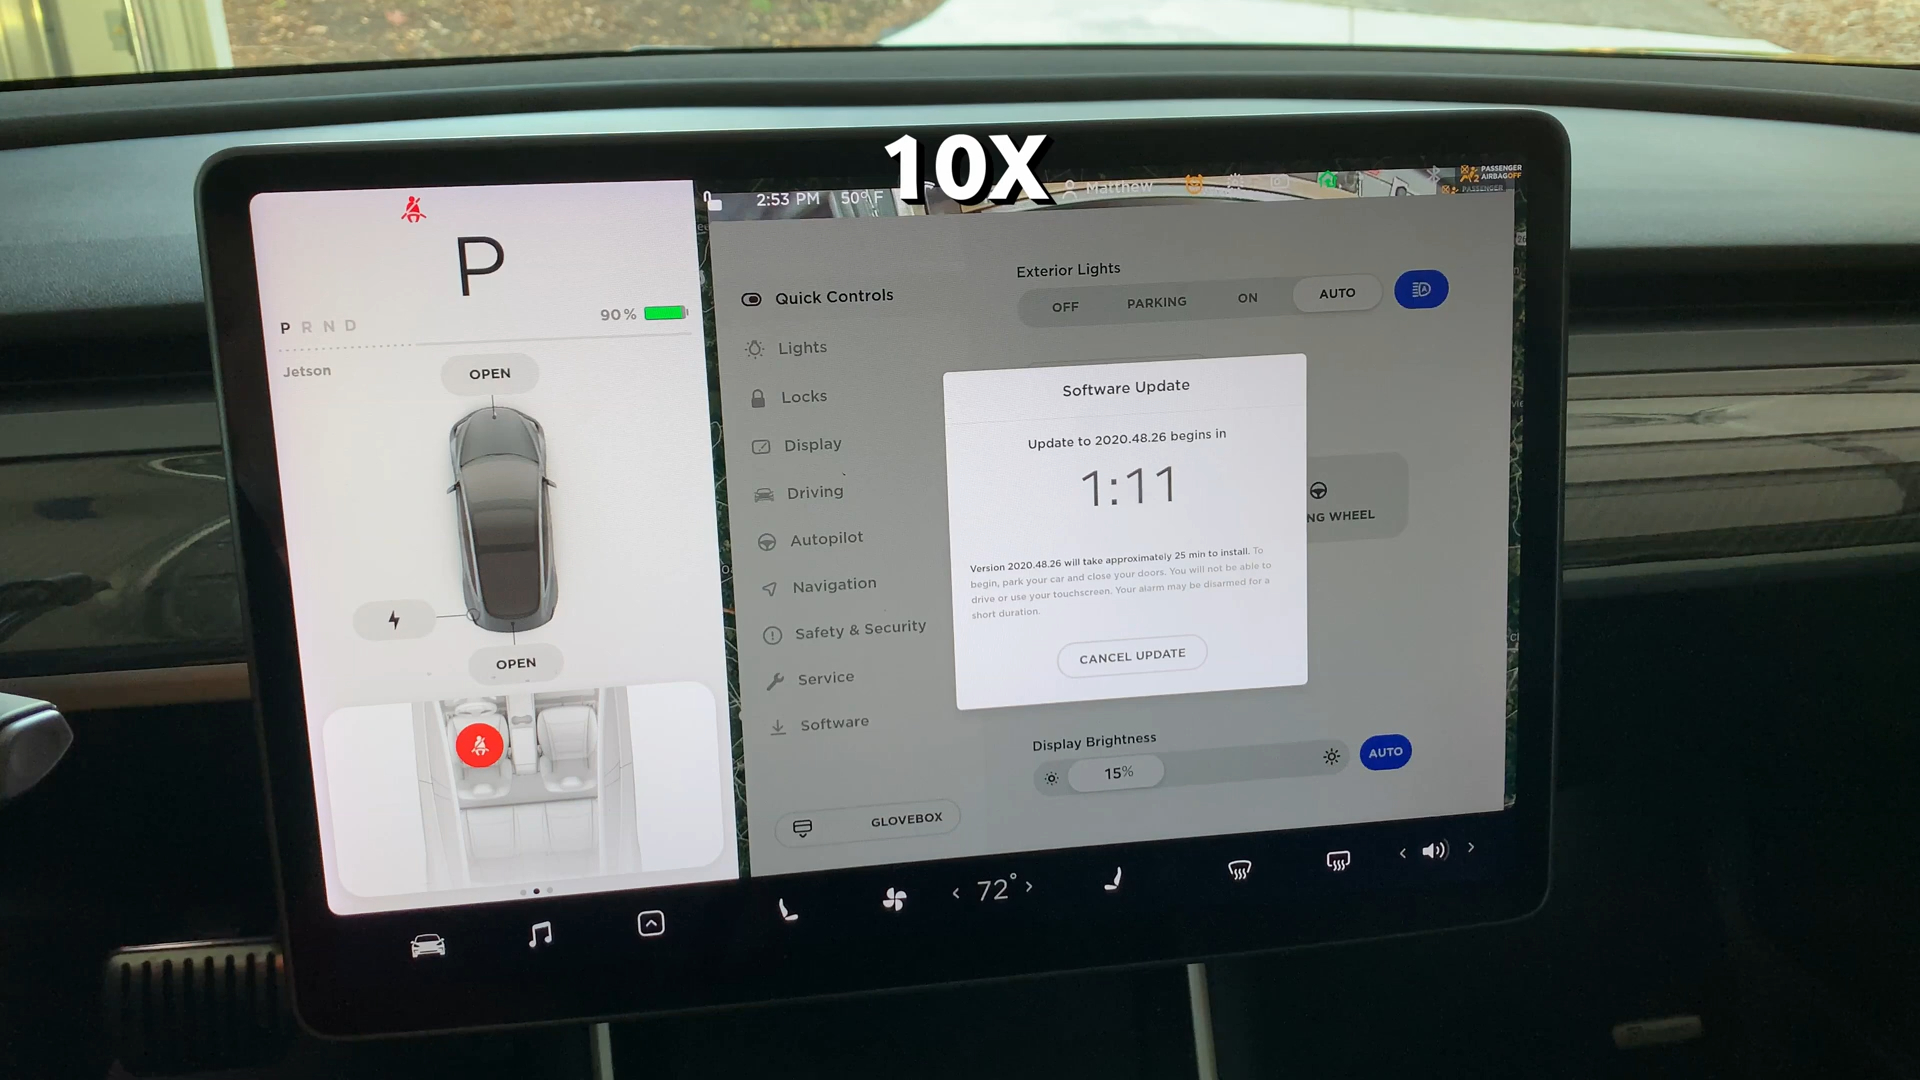 10X
2:53 PM 50°F Matthew
PASSENGER
AIRBAG OFF
PASSENGER
P
90%
P R N D
Jetson
OPEN
OPEN
Quick Controls
Lights
Locks
Display
Driving
Autopilot
Navigation
Safety & Security
Service
Software
GLOVEBOX
Exterior Lights
OFF PARKING ON AUTO
Software Update
Update to 2020.48.26 begins in
1:11
Version 2020.48.26 will take approximately 25 min to install. To
begin, park your car and close your doors. You will not be able to
drive or use your touchscreen. Your alarm may be disarmed for a
short duration.
CANCEL UPDATE
NG WHEEL
Display Brightness
15% AUTO
72°